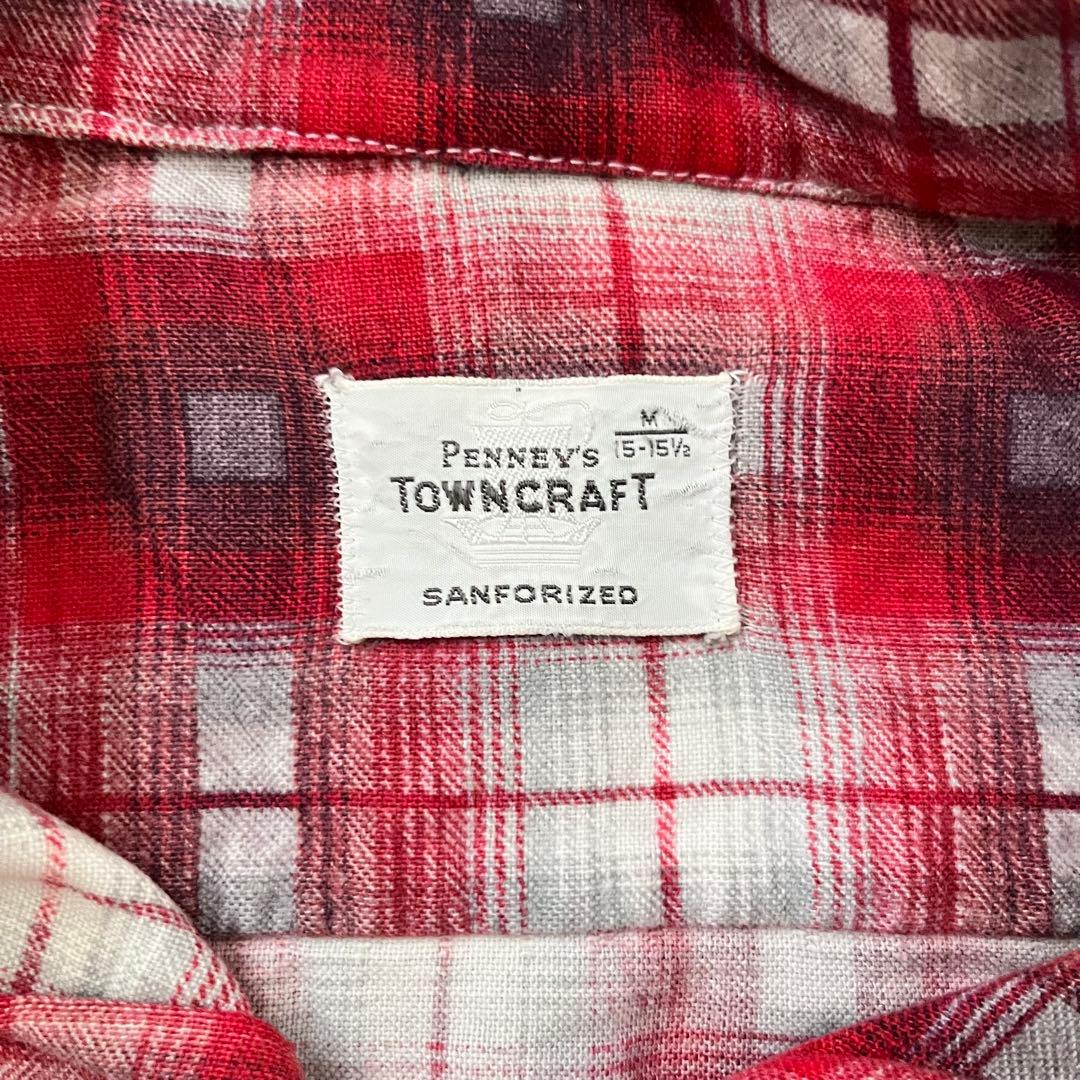 M
15-15½
PENNEY'S
TOWNCRAFT
SANFORIZED